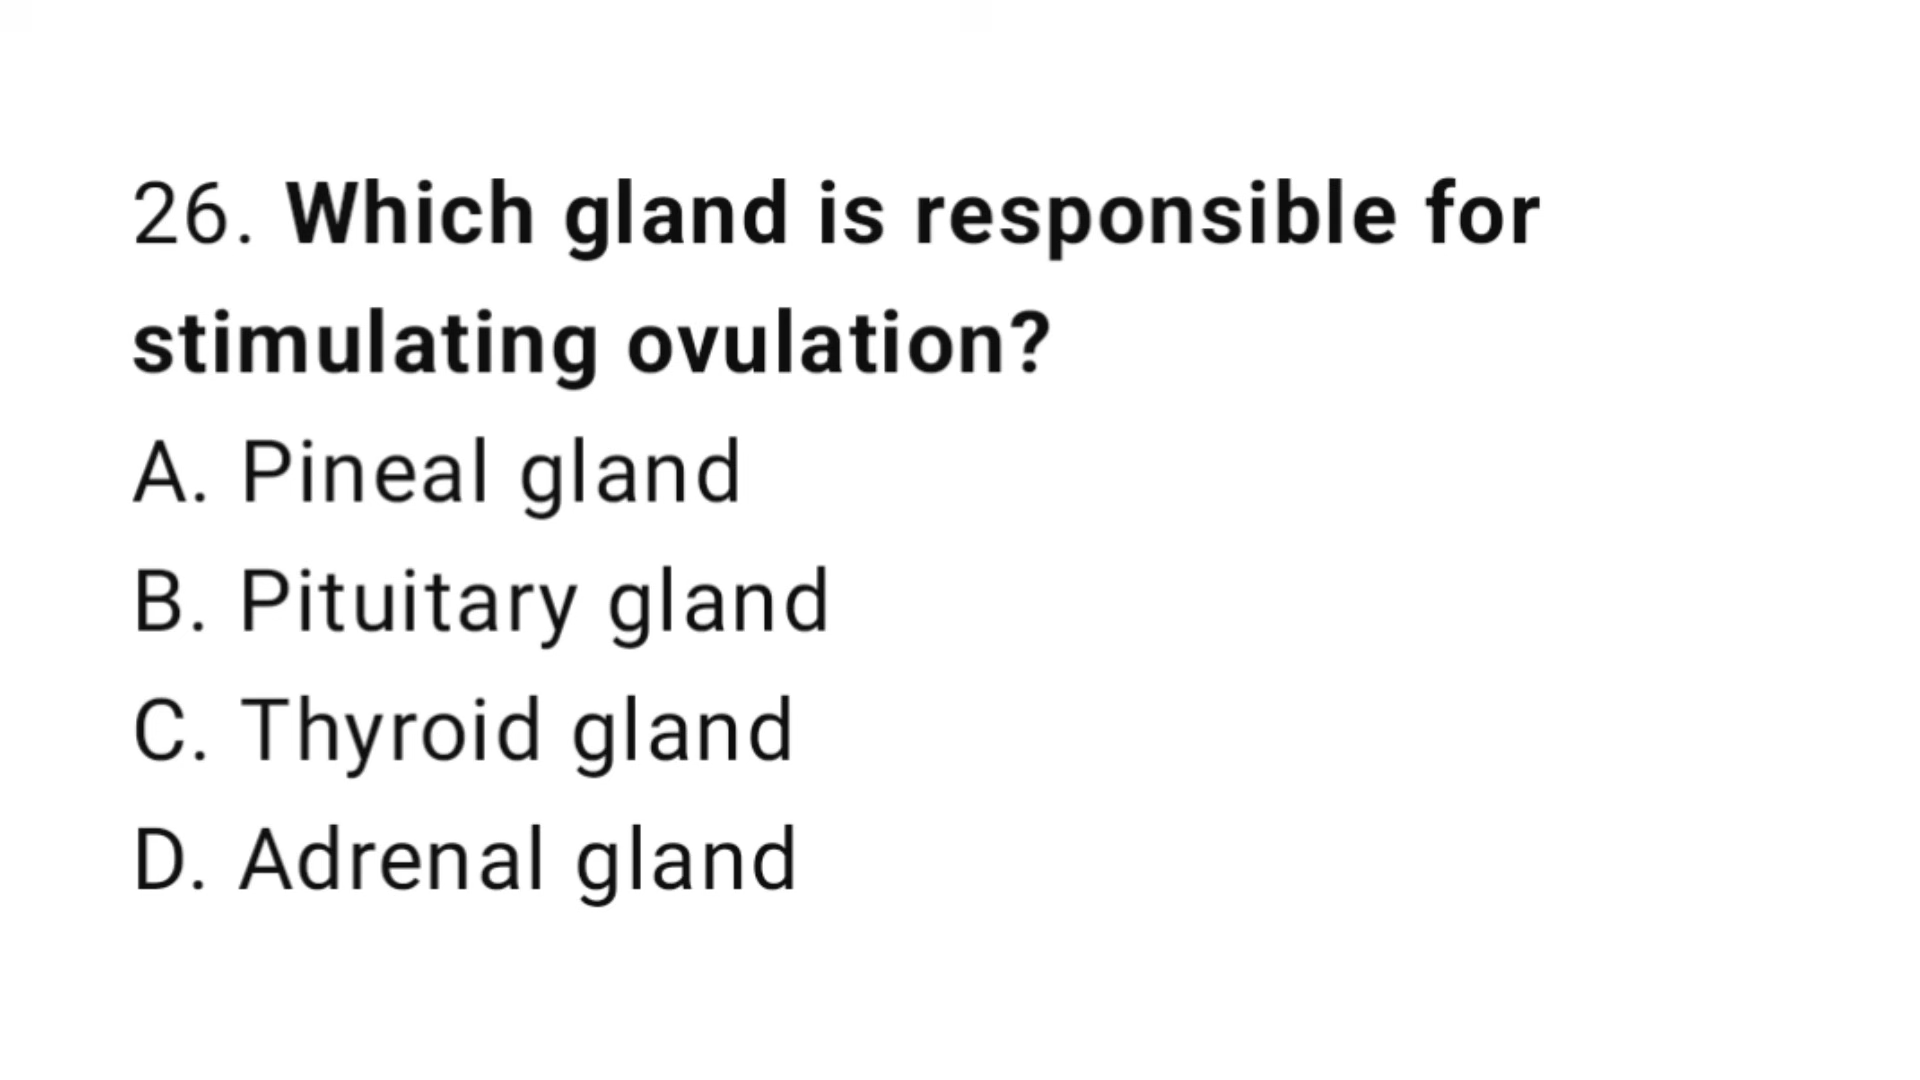 26. Which gland is responsible for
stimulating ovulation?
A. Pineal gland
B. Pituitary gland
C. Thyroid gland
D. Adrenal gland